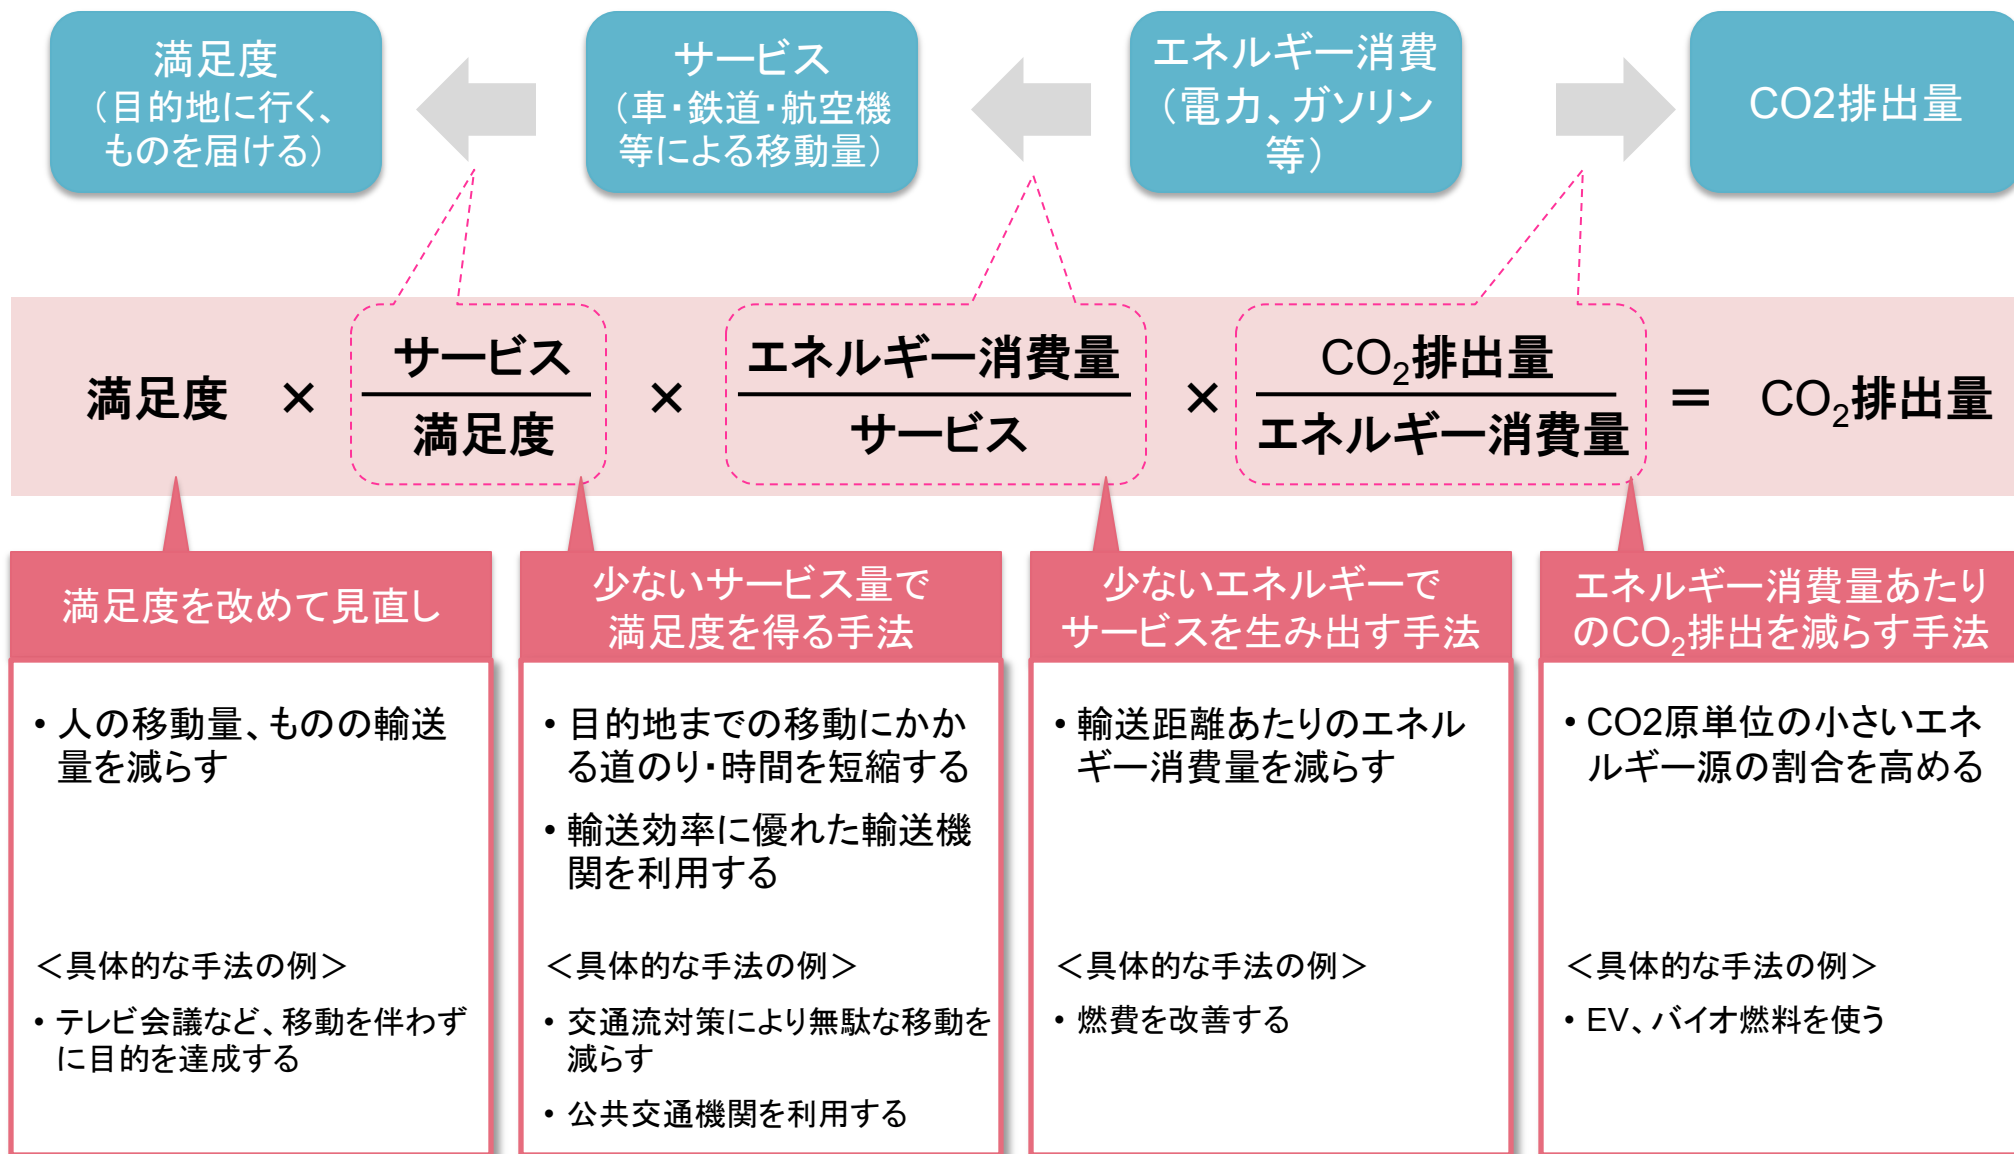 満足度
（目的地に行く、
ものを届ける）
サービス
（車・鉄道・航空機
等による移動量）
エネルギー消費
（電力、ガソリン
等）
CO2排出量
満足度 × サービス / 満足度 × エネルギー消費量 / サービス × CO₂排出量 / エネルギー消費量 ＝ CO₂排出量
満足度を改めて見直し
・人の移動量、ものの輸送
量を減らす
＜具体的な手法の例＞
・テレビ会議など、移動を伴わず
に目的を達成する
少ないサービス量で
満足度を得る手法
・目的地までの移動にかか
る道のり・時間を短縮する
・輸送効率に優れた輸送機
関を利用する
＜具体的な手法の例＞
・交通流対策により無駄な移動を
減らす
・公共交通機関を利用する
少ないエネルギーで
サービスを生み出す手法
・輸送距離あたりのエネル
ギー消費量を減らす
＜具体的な手法の例＞
・燃費を改善する
エネルギー消費量あたり
のCO₂排出を減らす手法
・CO2原単位の小さいエネ
ルギー源の割合を高める
＜具体的な手法の例＞
・EV、バイオ燃料を使う